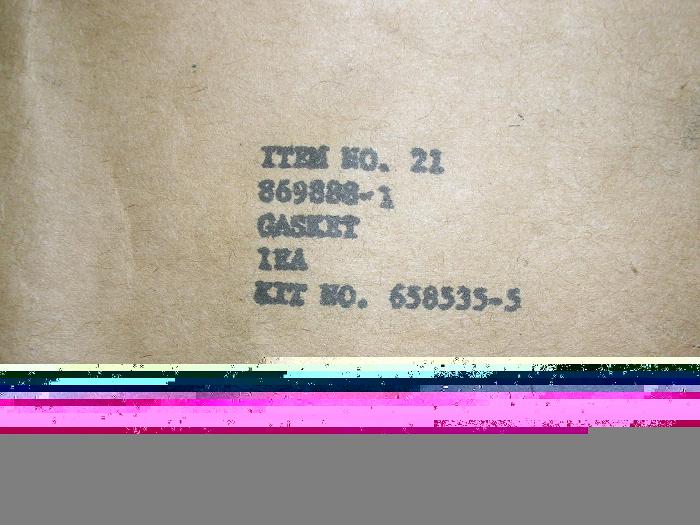 ITEM NO. 21
869888-1
GASKET
1EA
KIT NO. 658535-5